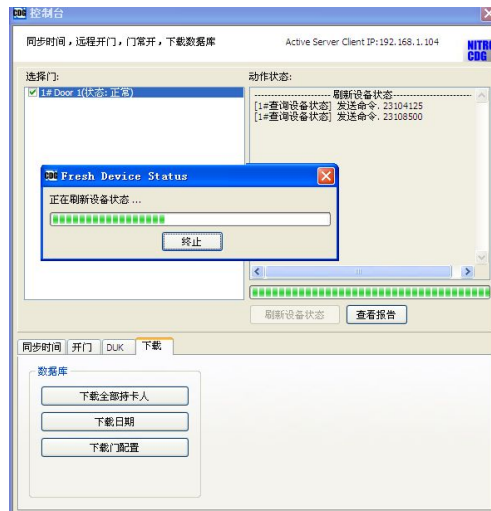 CDG 控制台
同步时间，远程开门，门常开，下载数据库
Active Server Client IP:192.168.1.104
NITR
CDG
选择门:
动作状态:
1# Door 1(状态: 正常)
-------------------- 刷新设备状态--------------------
[1#查询设备状态] 发送命令. 23104125
[1#查询设备状态] 发送命令. 23108500
CDG Fresh Device Status
正在刷新设备状态 ...
终止
刷新设备状态
查看报告
同步时间
开门
DUK
下载
数据库
下载全部持卡人
下载日期
下载门配置